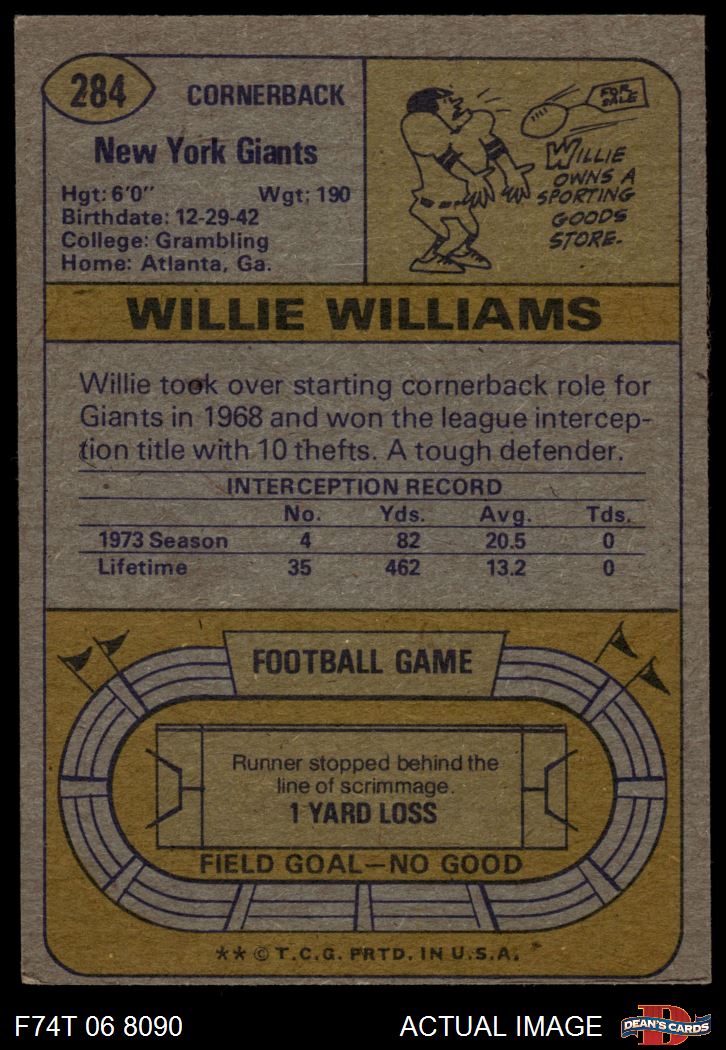 284
CORNERBACK
New York Giants
Hgt: 6'0" Wgt: 190
Birthdate: 12-29-42
College: Grambling
Home: Atlanta, Ga.
FOR
SALE
WILLIE
OWNS A
SPORTING
GOODS
STORE.
WILLIE WILLIAMS
Willie took over starting cornerback role for
Giants in 1968 and won the league intercep-
tion title with 10 thefts. A tough defender.
INTERCEPTION RECORD
No. Yds. Avg. Tds.
1973 Season 4 82 20.5 0
Lifetime 35 462 13.2 0
FOOTBALL GAME
Runner stopped behind the
line of scrimmage.
1 YARD LOSS
FIELD GOAL—NO GOOD
** © T.C.G. PRTD. IN U.S.A.
F74T 06 8090 ACTUAL IMAGE
D
DEAN'S CARDS